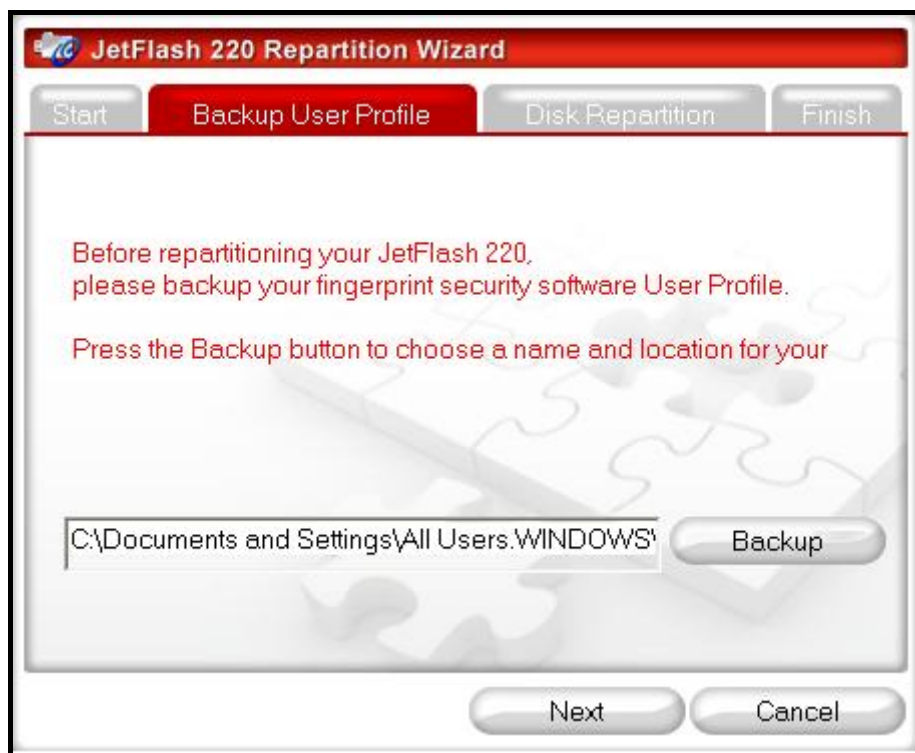 JetFlash 220 Repartition Wizard
Start Backup User Profile Disk Repartition Finish
Before repartitioning your JetFlash 220,
please backup your fingerprint security software User Profile.
Press the Backup button to choose a name and location for your
C:\Documents and Settings\All Users.WINDOWS\ Backup
Next Cancel